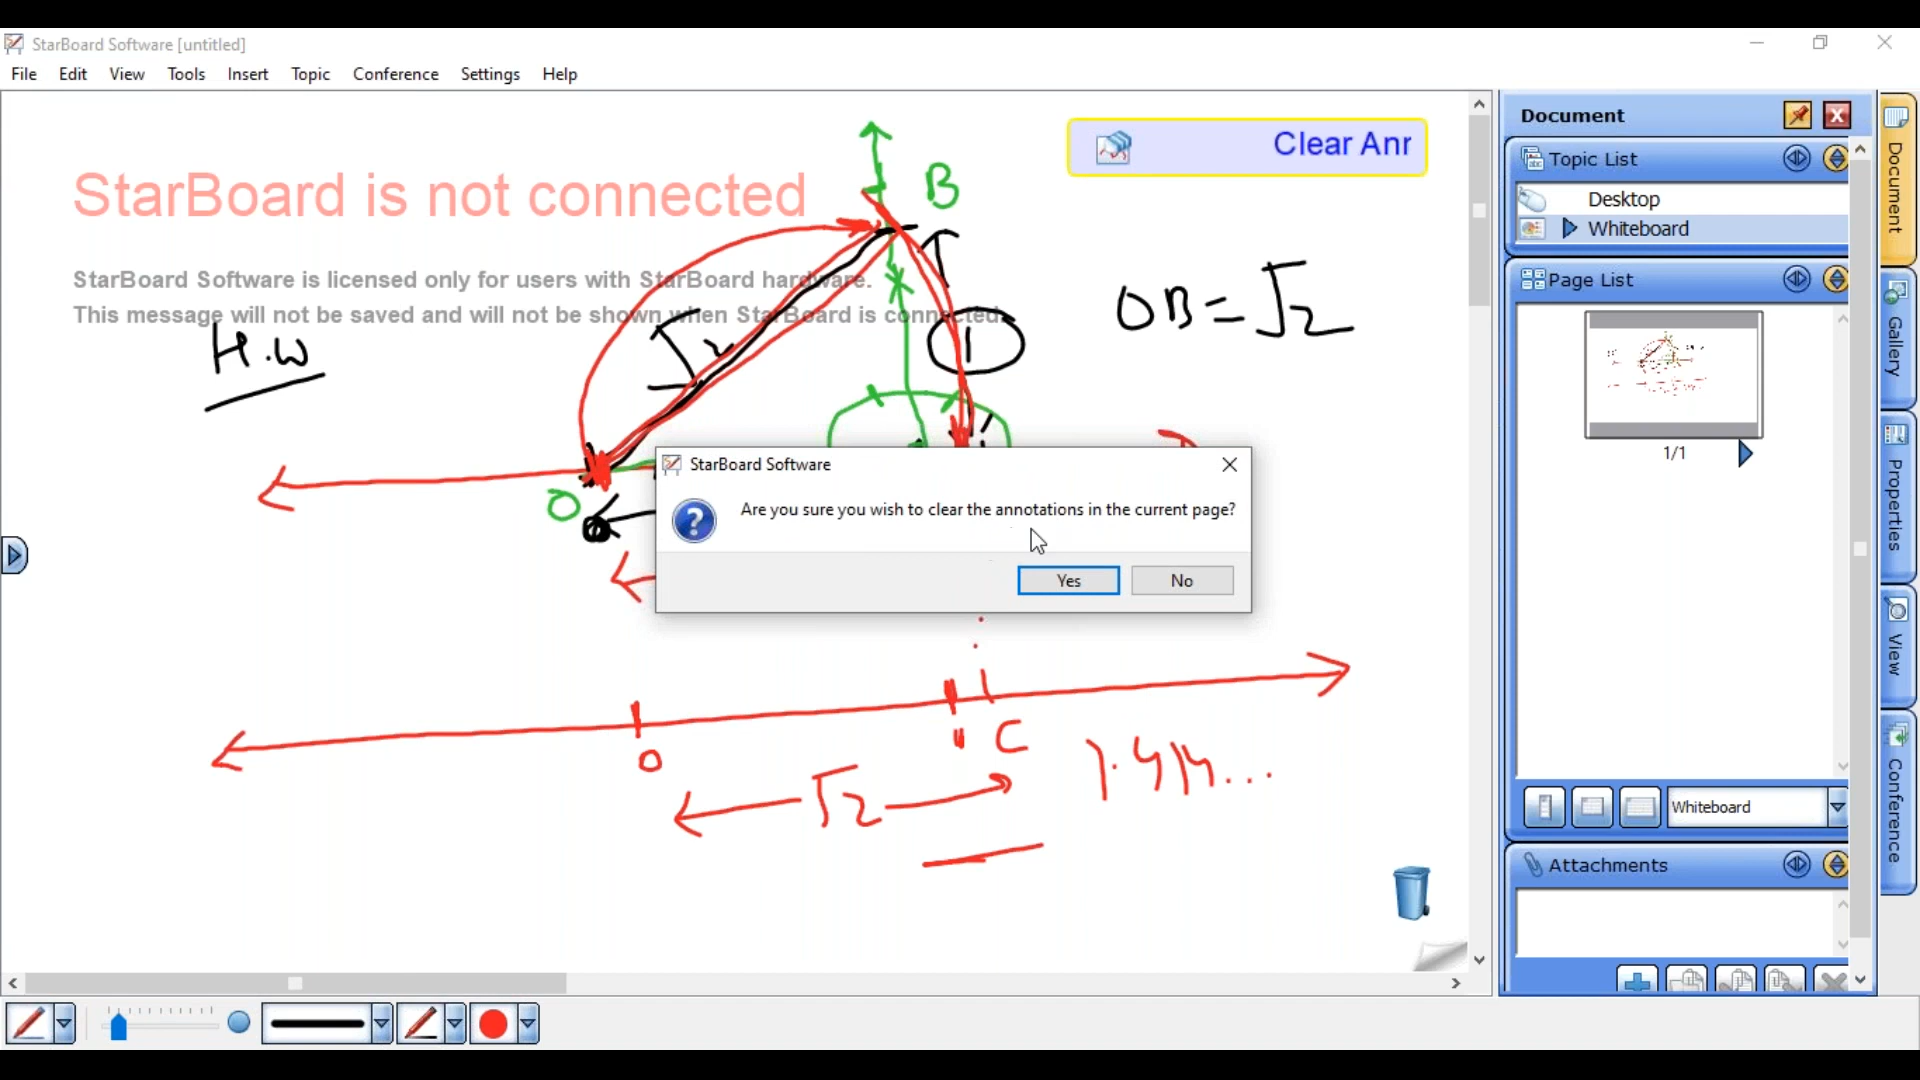 StarBoard Software [untitled]
File Edit View Tools Insert Topic Conference Settings Help
Clear Anr
StarBoard is not connected
B
StarBoard Software is licensed only for users with StarBoard hardware.
This message will not be saved and will not be shown when StarBoard is connected.
H.W
√2
1
OB=√2
O
StarBoard Software
Are you sure you wish to clear the annotations in the current page?
Yes No
O
C
√2
1.414...
Document
Topic List
Desktop
Whiteboard
Page List
1/1
Whiteboard
Attachments
Document
Gallery
Properties
View
Conference